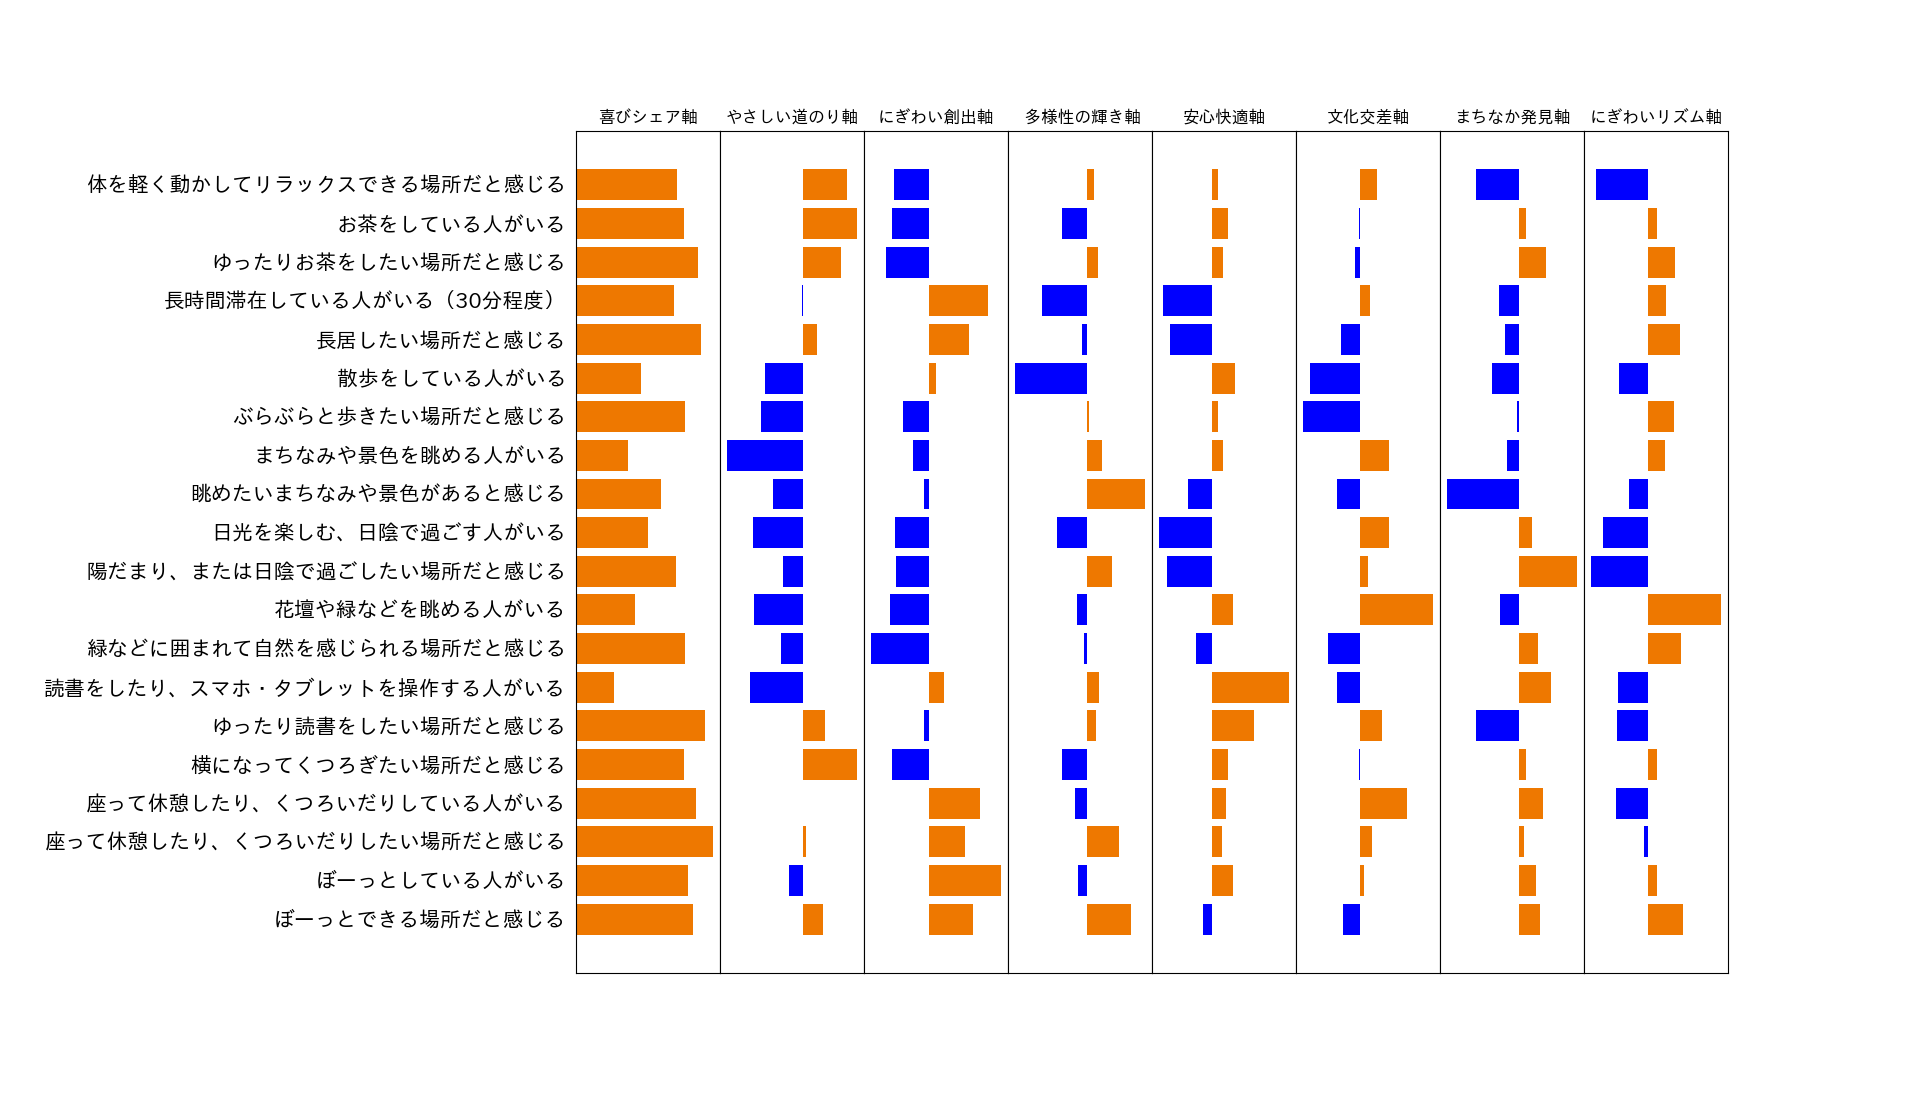 喜びシェア軸 やさしい道のり軸 にぎわい創出軸 多様性の輝き軸 安心快適軸 文化交差軸 まちなか発見軸 にぎわいリズム軸
体を軽く動かしてリラックスできる場所だと感じる
お茶をしている人がいる
ゆったりお茶をしたい場所だと感じる
長時間滞在している人がいる（30分程度）
長居したい場所だと感じる
散歩をしている人がいる
ぶらぶらと歩きたい場所だと感じる
まちなみや景色を眺める人がいる
眺めたいまちなみや景色があると感じる
日光を楽しむ、日陰で過ごす人がいる
陽だまり、または日陰で過ごしたい場所だと感じる
花壇や緑などを眺める人がいる
緑などに囲まれて自然を感じられる場所だと感じる
読書をしたり、スマホ・タブレットを操作する人がいる
ゆったり読書をしたい場所だと感じる
横になってくつろぎたい場所だと感じる
座って休憩したり、くつろいだりしている人がいる
座って休憩したり、くつろいだりしたい場所だと感じる
ぼーっとしている人がいる
ぼーっとできる場所だと感じる